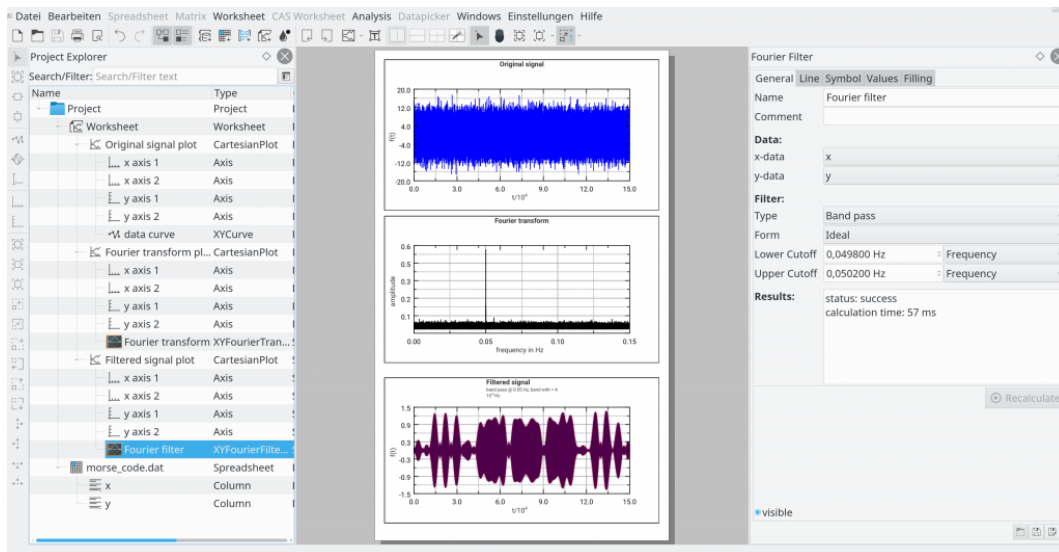 Datei Bearbeiten Spreadsheet Matrix Worksheet CAS Worksheet Analysis Datapicker Windows Einstellungen Hilfe
Project Explorer
Search/Filter: Search/Filter text
Name Type
Project Project
Worksheet Worksheet
Original signal plot CartesianPlot
x axis 1 Axis
x axis 2 Axis
y axis 1 Axis
y axis 2 Axis
data curve XYCurve
Fourier transform pl... CartesianPlot
x axis 1 Axis
x axis 2 Axis
y axis 1 Axis
y axis 2 Axis
Fourier transform XYFourierTran...
Filtered signal plot CartesianPlot
x axis 1 Axis
x axis 2 Axis
y axis 1 Axis
y axis 2 Axis
Fourier filter XYFourierFilte...
morse_code.dat Spreadsheet
x Column
y Column
Original signal
20.0
12.0
4.0
-4.0
-12.0
-20.0
f(t)
0.0 3.0 6.0 9.0 12.0 15.0
t/10⁴
Fourier transform
0.6
0.5
0.3
0.2
0.1
amplitude
0.00 0.05 0.10 0.15
frequency in Hz
Filtered signal
1.5
0.9
0.3
-0.3
-0.9
-1.5
f(t)
0.0 3.0 6.0 9.0 12.0 15.0
t/10⁴
Fourier Filter
General Line Symbol Values Filling
Name Fourier filter
Comment
Data:
x-data x
y-data y
Filter:
Type Band pass
Form Ideal
Lower Cutoff 0,049800 Hz Frequency
Upper Cutoff 0,050200 Hz Frequency
Results: status: success
calculation time: 57 ms
Recalculate
visible